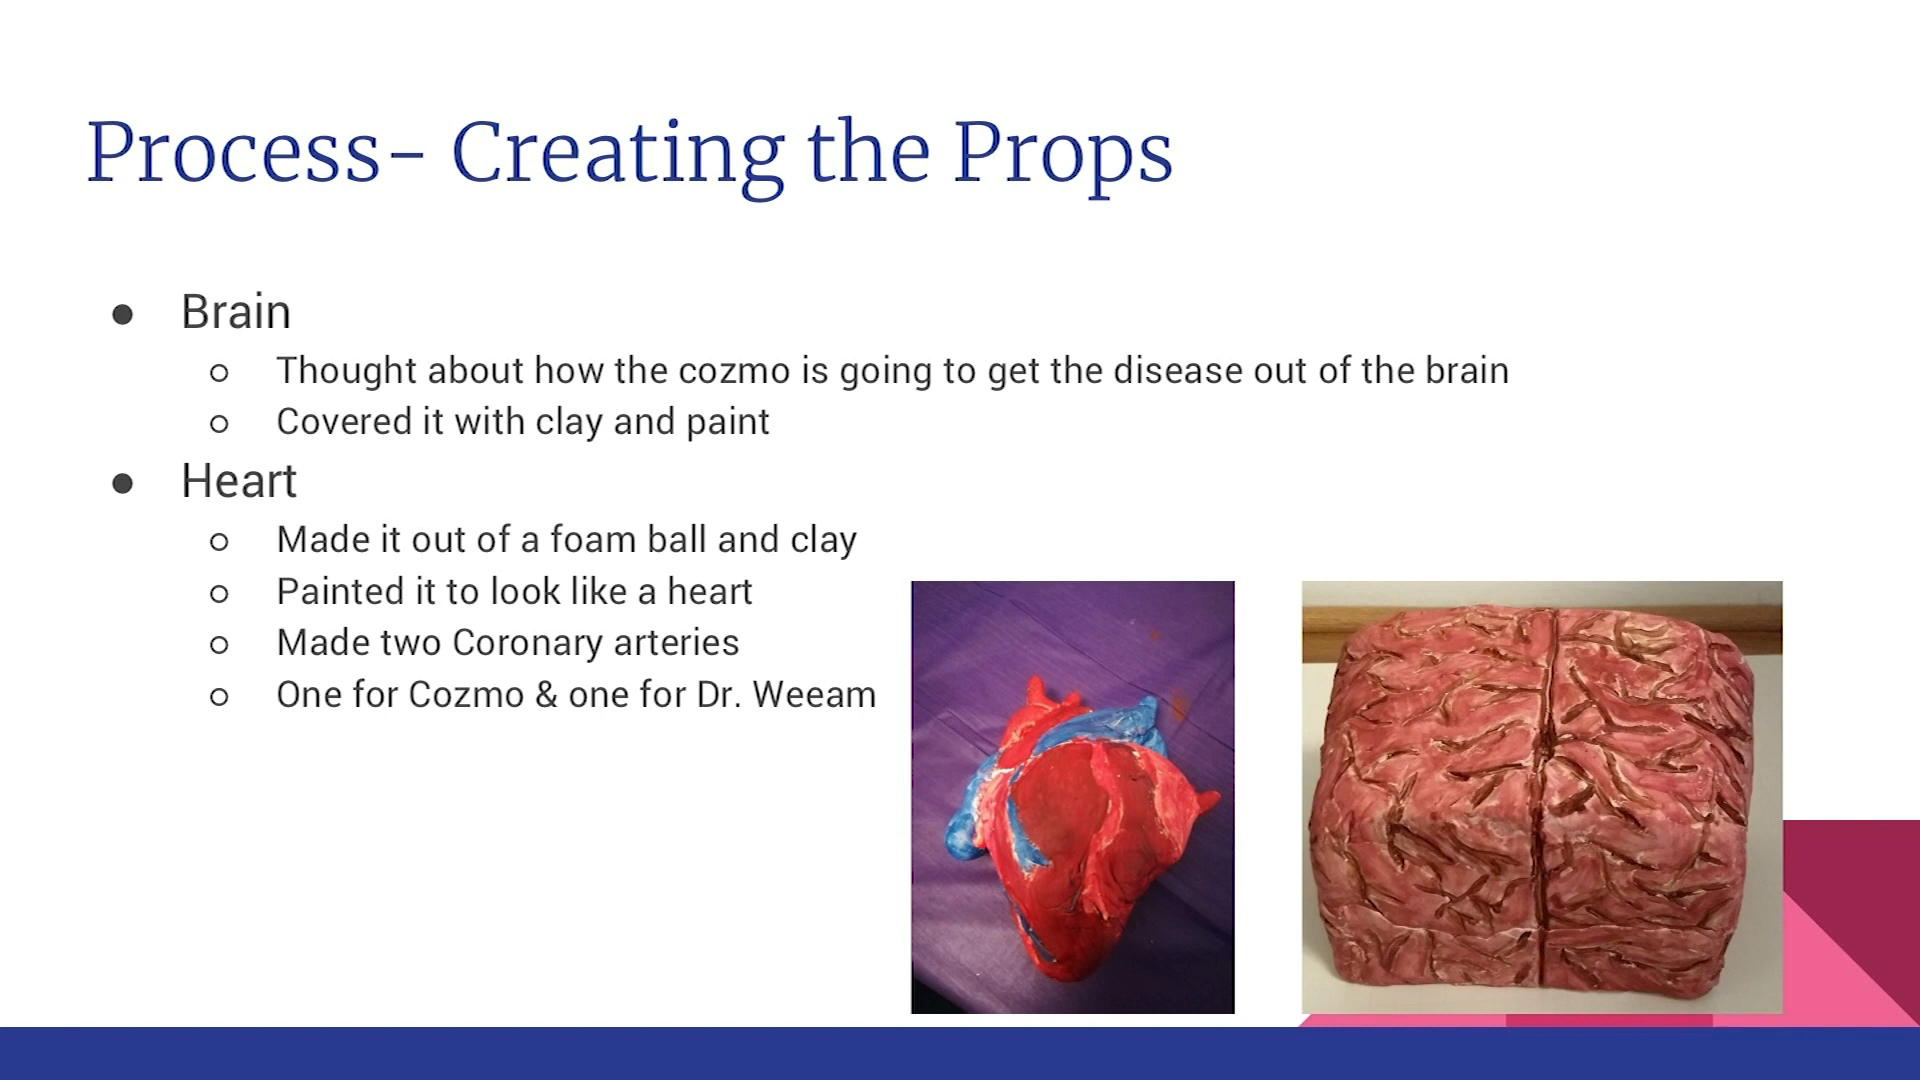 Process- Creating the Props
● Brain
○ Thought about how the cozmo is going to get the disease out of the brain
○ Covered it with clay and paint
● Heart
○ Made it out of a foam ball and clay
○ Painted it to look like a heart
○ Made two Coronary arteries
○ One for Cozmo & one for Dr. Weeam